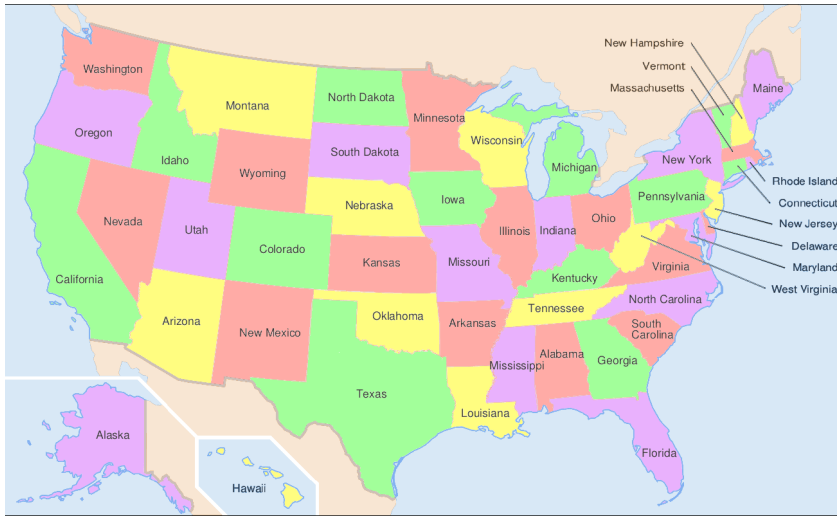 New Hampshire
Vermont
Massachusetts
Washington
Montana
North Dakota
Minnesota
Maine
Oregon
Idaho
Wisconsin
South Dakota
Michigan
New York
Wyoming
Rhode Island
Iowa
Pennsylvania
Connecticut
Nebraska
Nevada
Utah
Illinois
Indiana
Ohio
New Jersey
Colorado
Delaware
Missouri
Kansas
California
Kentucky
Virginia
Maryland
West Virginia
North Carolina
Tennessee
Oklahoma
Arizona
New Mexico
Arkansas
South
Carolina
Alabama
Georgia
Mississippi
Texas
Louisiana
Alaska
Florida
Hawaii